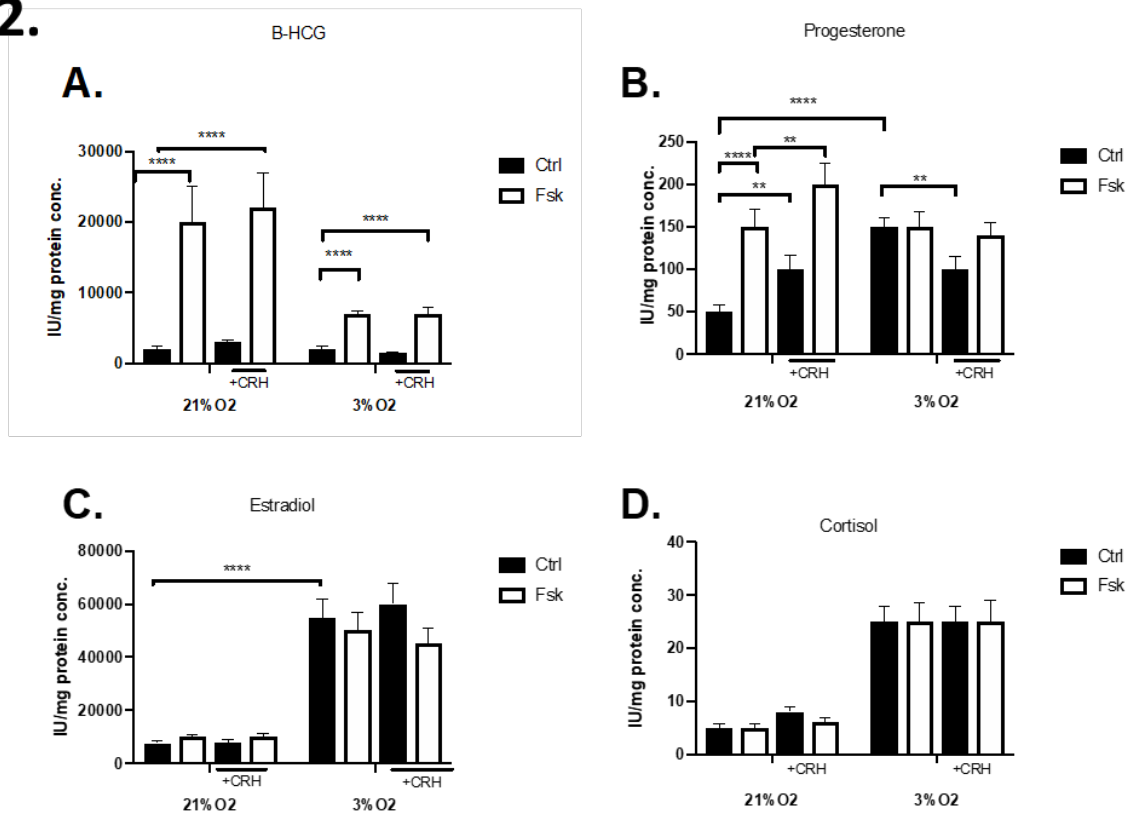 2.
B-HCG
A.
****
****
****
****
30000
20000
10000
0
IU/mg protein conc.
+CRH
+CRH
21% O2
3% O2
Ctrl
Fsk
Progesterone
B.
****
**
****
**
**
250
200
150
100
50
0
IU/mg protein conc.
+CRH
+CRH
21% O2
3% O2
Ctrl
Fsk
C.
Estradiol
****
80000
60000
40000
20000
0
IU/mg protein conc.
+CRH
+CRH
21% O2
3% O2
Ctrl
Fsk
D.
Cortisol
40
30
20
10
0
IU/mg protein conc.
+CRH
+CRH
21% O2
3% O2
Ctrl
Fsk